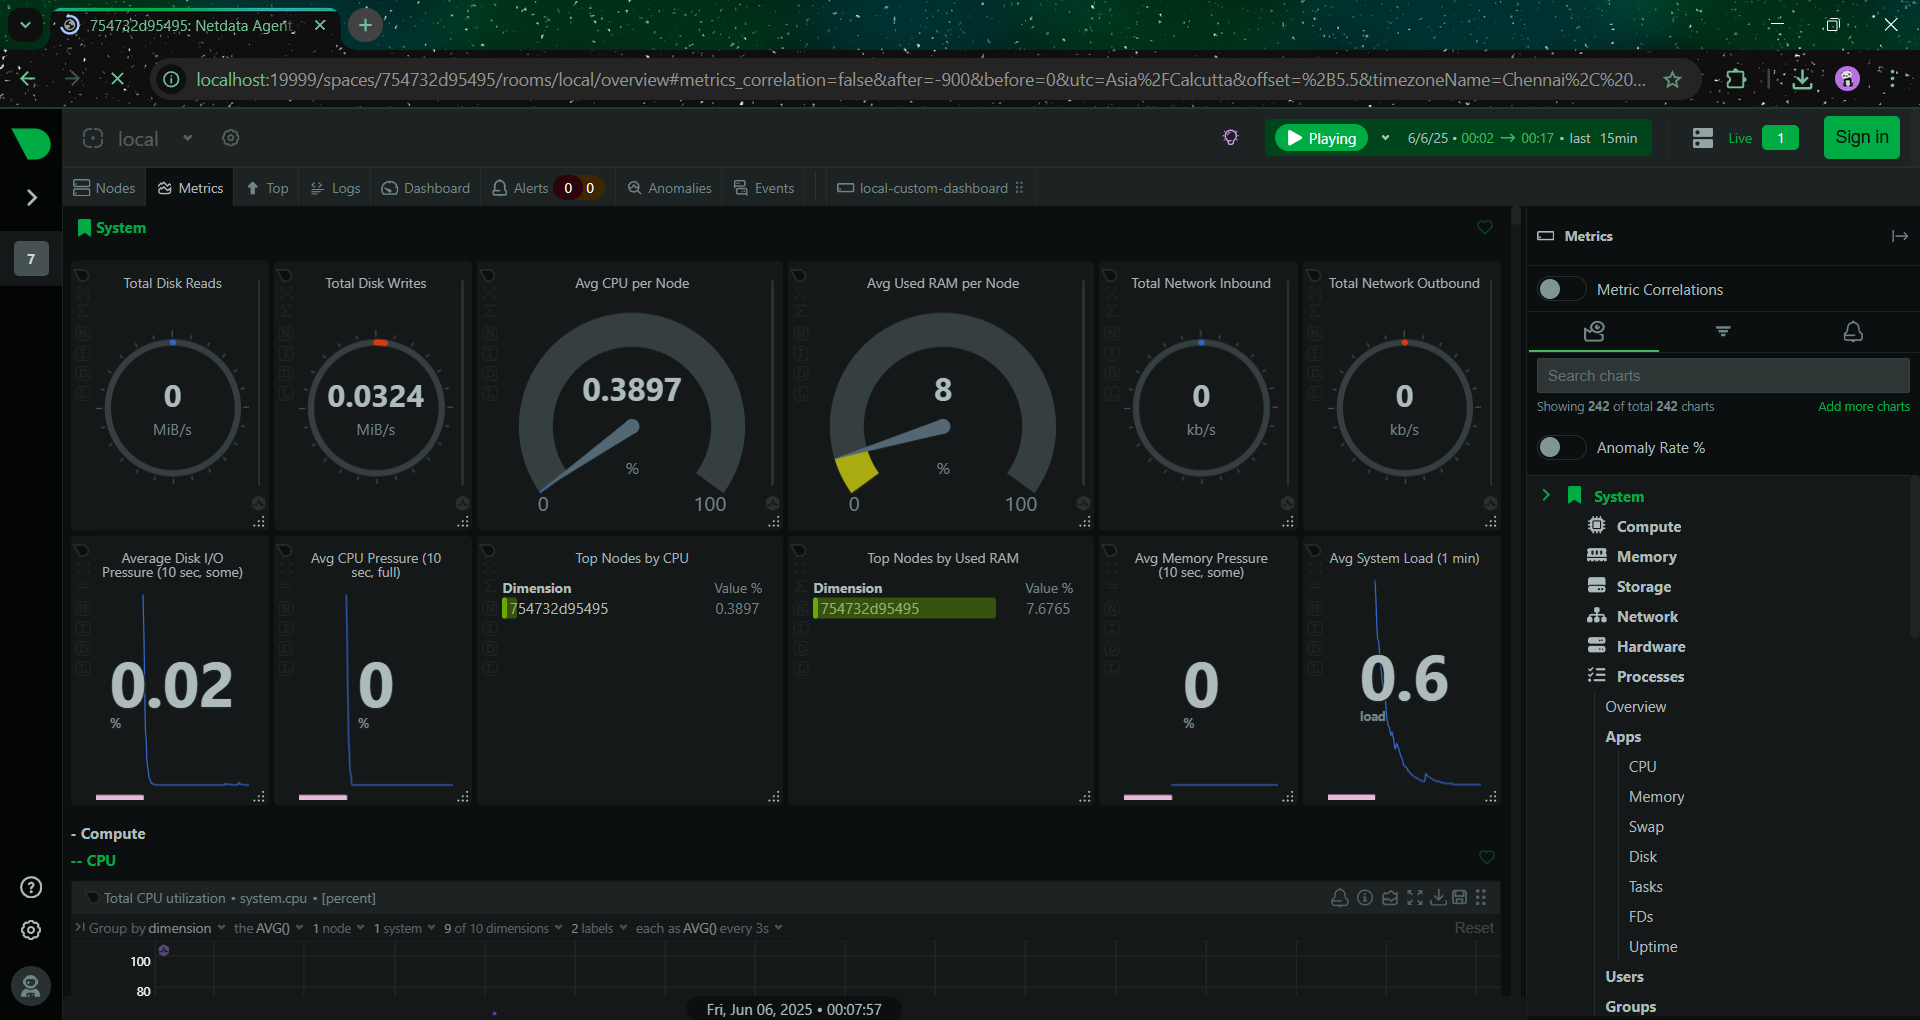 754732d95495: Netdata Agent
localhost:19999/spaces/754732d95495/rooms/local/overview#metrics_correlation=false&after=-900&before=0&utc=Asia%2FCalcutta&offset=%2B5.5&timezoneName=Chennai%2C%20...
local
Playing
6/6/25 • 00:02 → 00:17 • last 15min
Live
1
Sign in
Nodes
Metrics
Top
Logs
Dashboard
Alerts 0 0
Anomalies
Events
local-custom-dashboard
7
System
Total Disk Reads
0
MiB/s
Total Disk Writes
0.0324
MiB/s
Avg CPU per Node
0.3897
%
0 100
Avg Used RAM per Node
8
%
0 100
Total Network Inbound
0
kb/s
Total Network Outbound
0
kb/s
Average Disk I/O
Pressure (10 sec, some)
0.02
%
Avg CPU Pressure (10
sec, full)
0
%
Top Nodes by CPU
Dimension Value %
754732d95495 0.3897
Top Nodes by Used RAM
Dimension Value %
754732d95495 7.6765
Avg Memory Pressure
(10 sec, some)
0
%
Avg System Load (1 min)
0.6
load
- Compute
-- CPU
Total CPU utilization • system.cpu • [percent]
Group by dimension the AVG() 1 node 1 system 9 of 10 dimensions 2 labels each as AVG() every 3s
Reset
100
80
Fri, Jun 06, 2025 • 00:07:57
Metrics
Metric Correlations
Search charts
Showing 242 of total 242 charts
Add more charts
Anomaly Rate %
System
Compute
Memory
Storage
Network
Hardware
Processes
Overview
Apps
CPU
Memory
Swap
Disk
Tasks
FDs
Uptime
Users
Groups